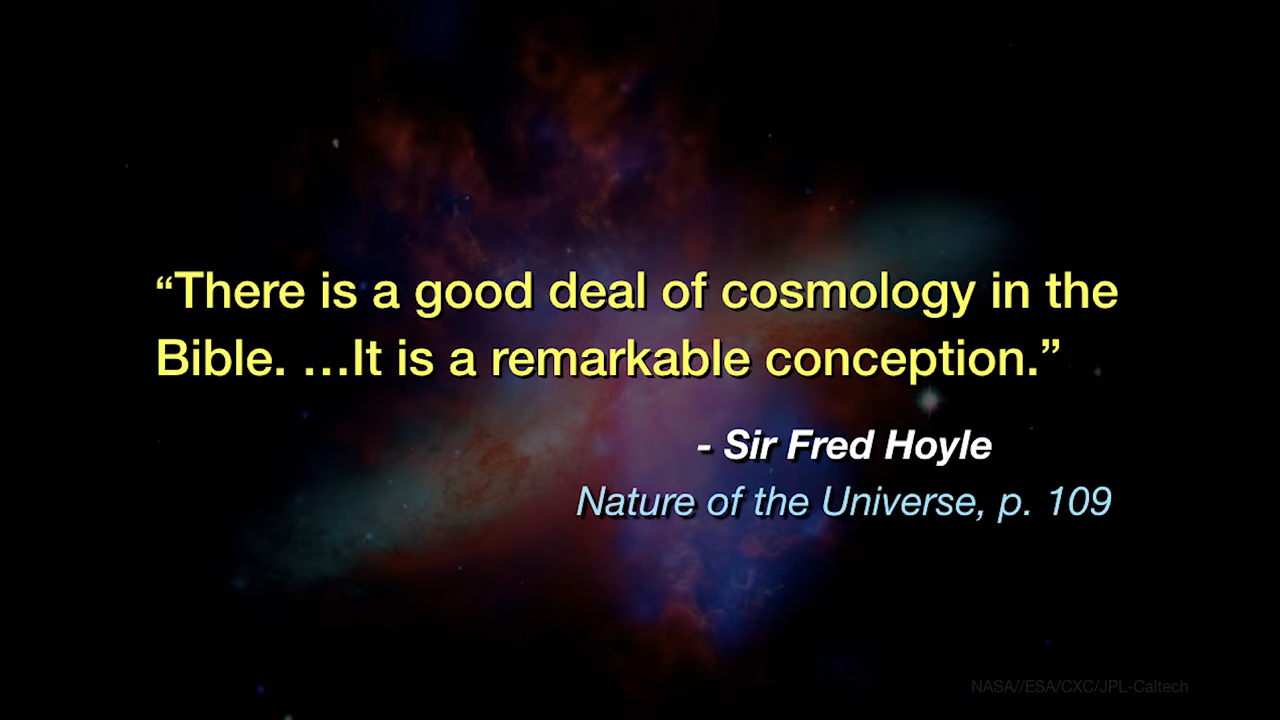 “There is a good deal of cosmology in the
Bible. …It is a remarkable conception.”
- Sir Fred Hoyle
Nature of the Universe, p. 109
NASA//ESA/CXC/JPL-Caltech